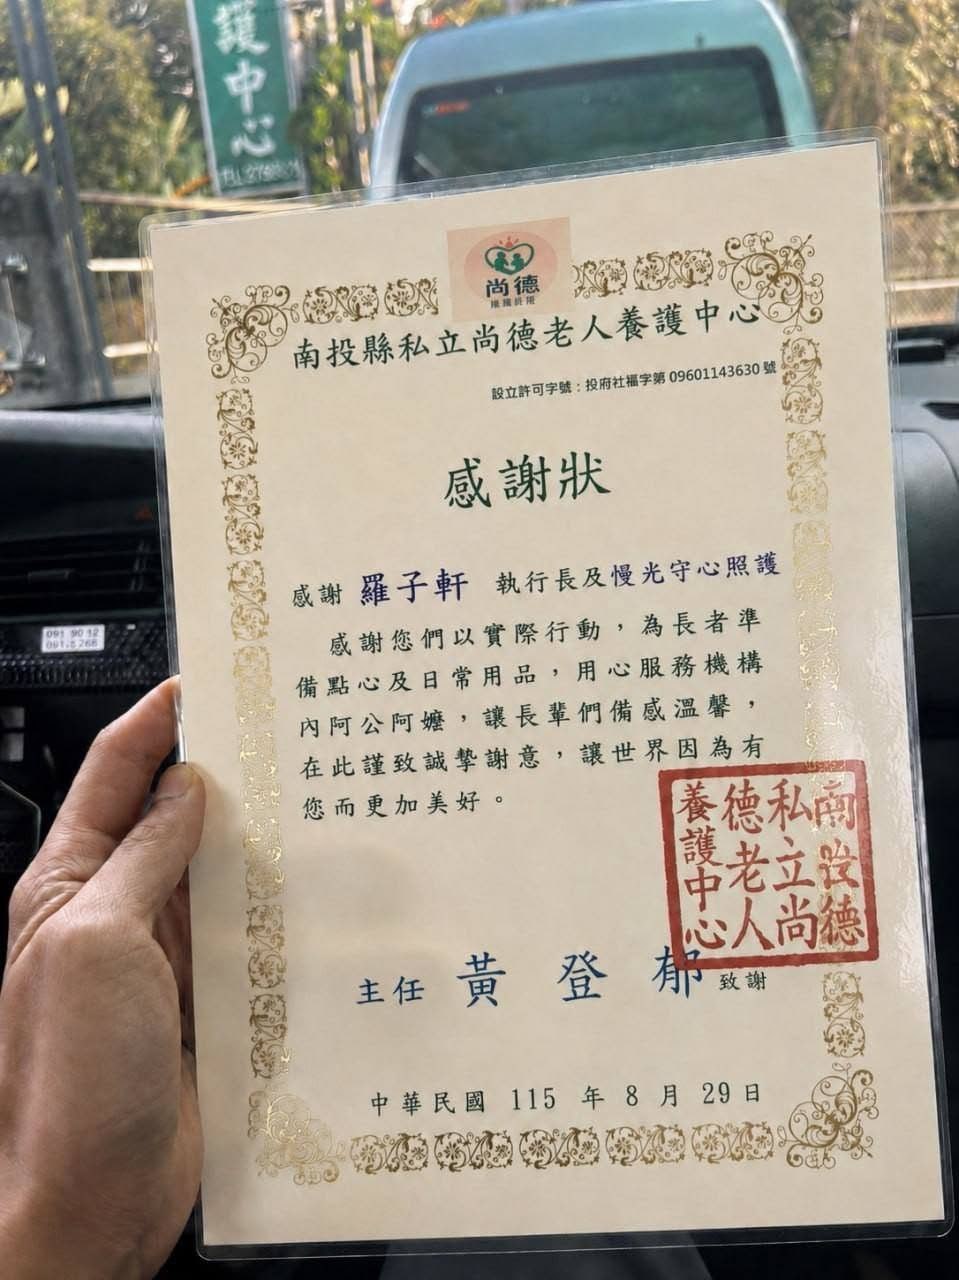 護中心
尚德
南投縣私立尚德老人養護中心
設立許可字號：投府社福字第 09601143630 號
感謝狀
感謝 羅子軒 執行長及慢光守心照護
感謝您們以實際行動，為長者準
備點心及日常用品，用心服務機構
內阿公阿嬤，讓長輩們備感溫馨，
在此謹致誠摯謝意，讓世界因為有
您而更加美好。
南投
私立尚
德老人
養護中心
主任 黃登郁 致謝
中華民國 115 年 8 月 29 日